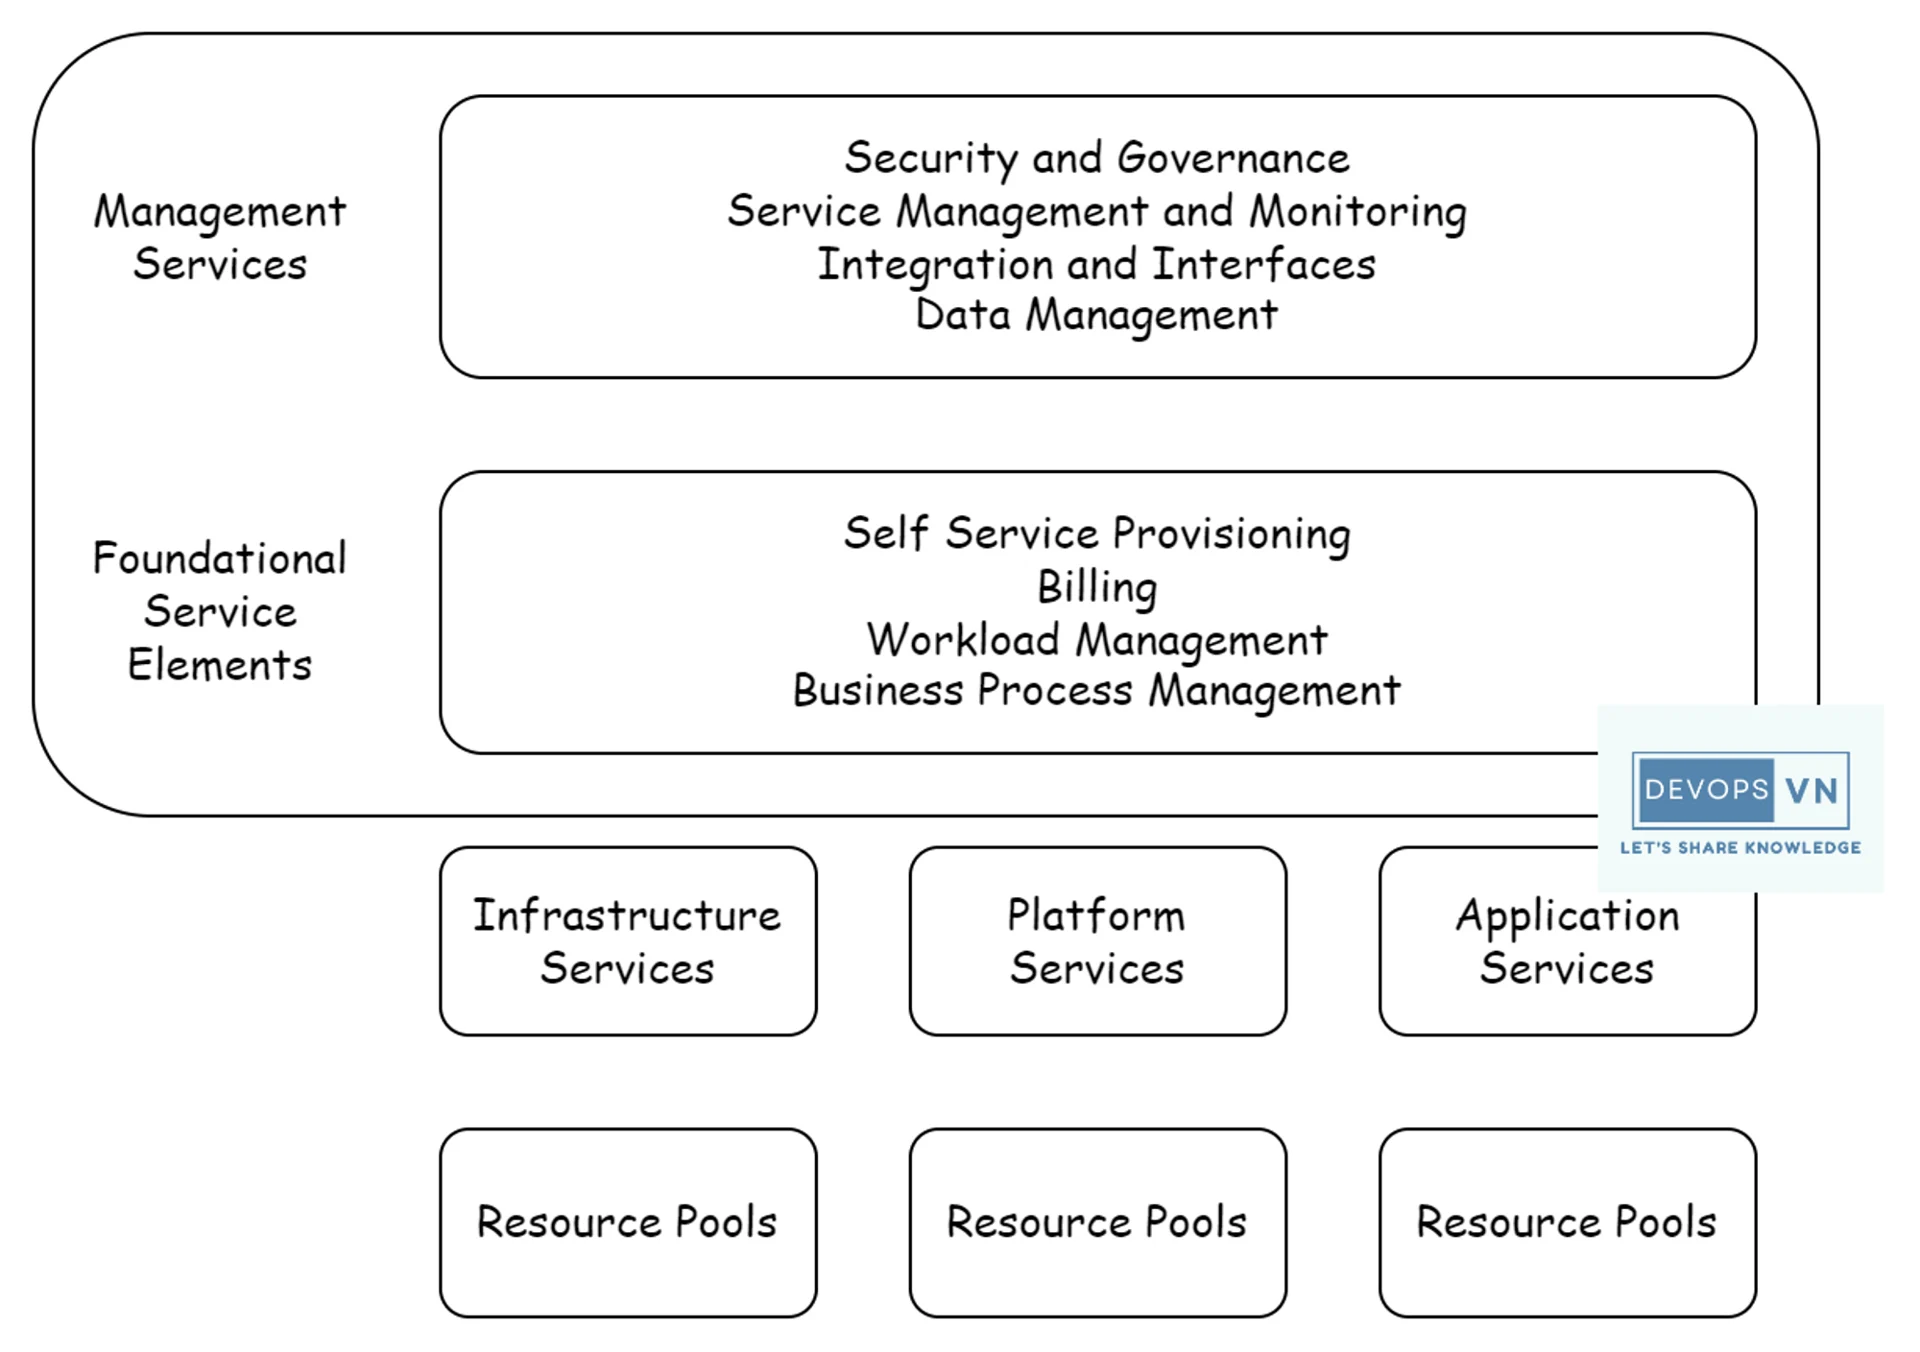 Management
Services
Security and Governance
Service Management and Monitoring
Integration and Interfaces
Data Management
Foundational
Service
Elements
Self Service Provisioning
Billing
Workload Management
Business Process Management
DEVOPS VN
LET'S SHARE KNOWLEDGE
Infrastructure
Services
Platform
Services
Application
Services
Resource Pools
Resource Pools
Resource Pools